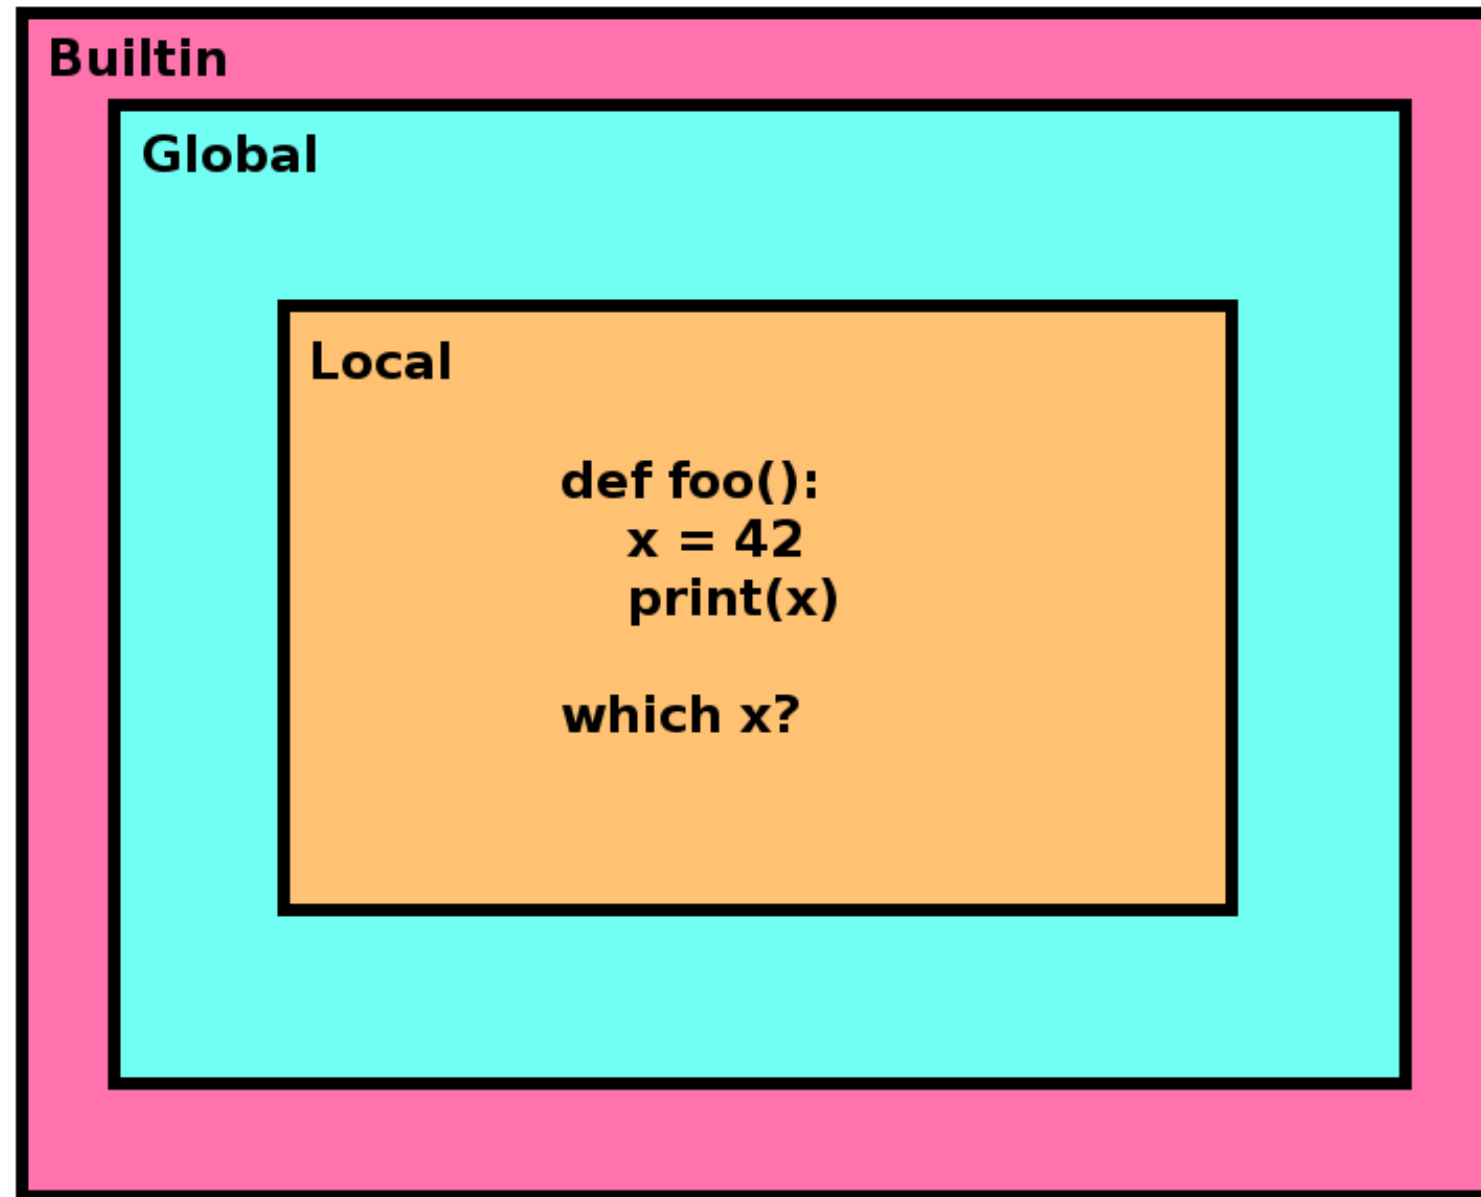 Builtin
Global
Local
def foo():
    x = 42
    print(x)
which x?